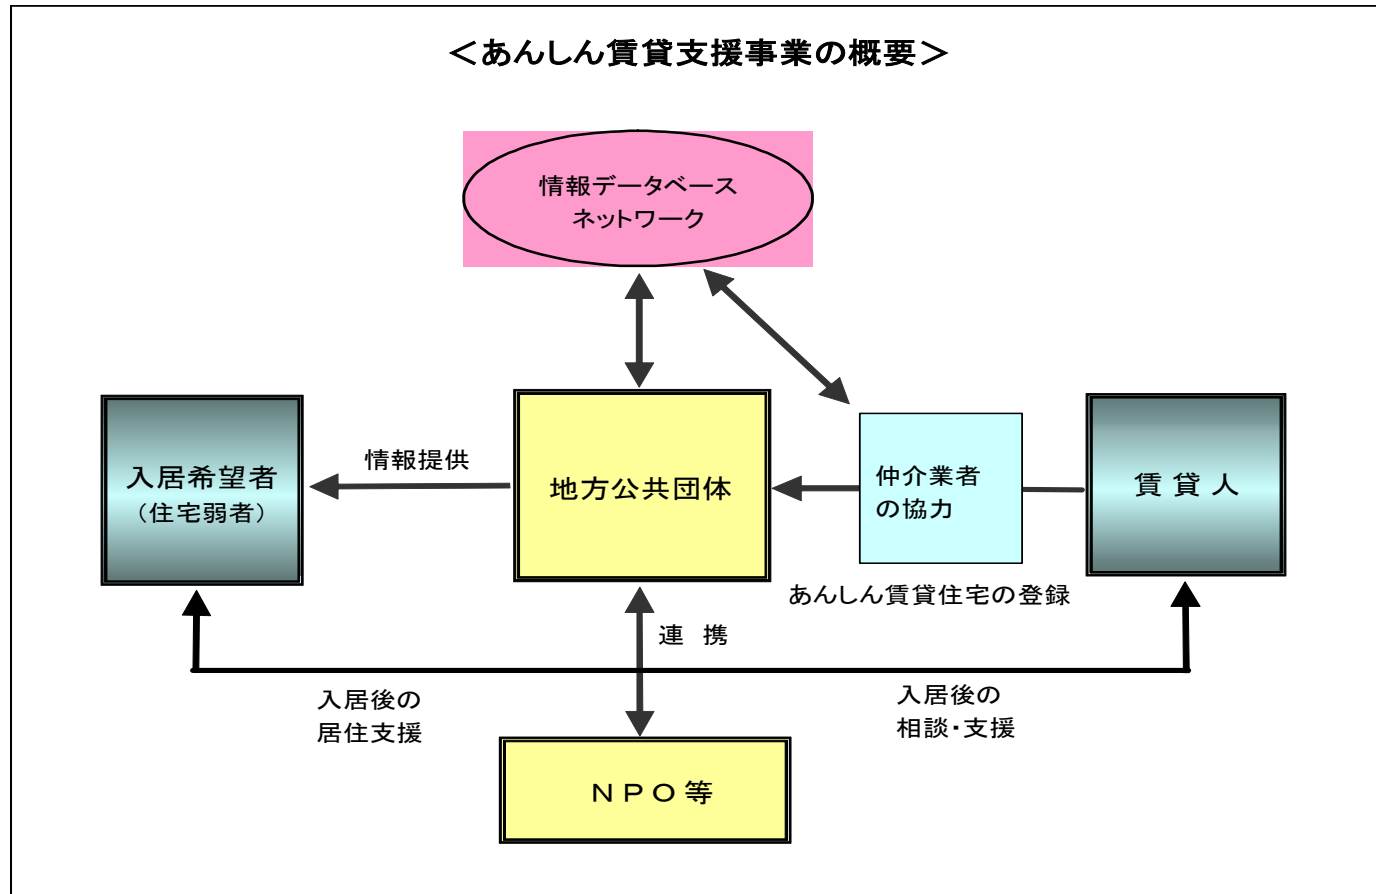 ＜あんしん賃貸支援事業の概要＞
情報データベース
ネットワーク
入居希望者
（住宅弱者）
情報提供
地方公共団体
仲介業者
の協力
賃 貸 人
あんしん賃貸住宅の登録
連 携
入居後の
居住支援
入居後の
相談・支援
ＮＰＯ等